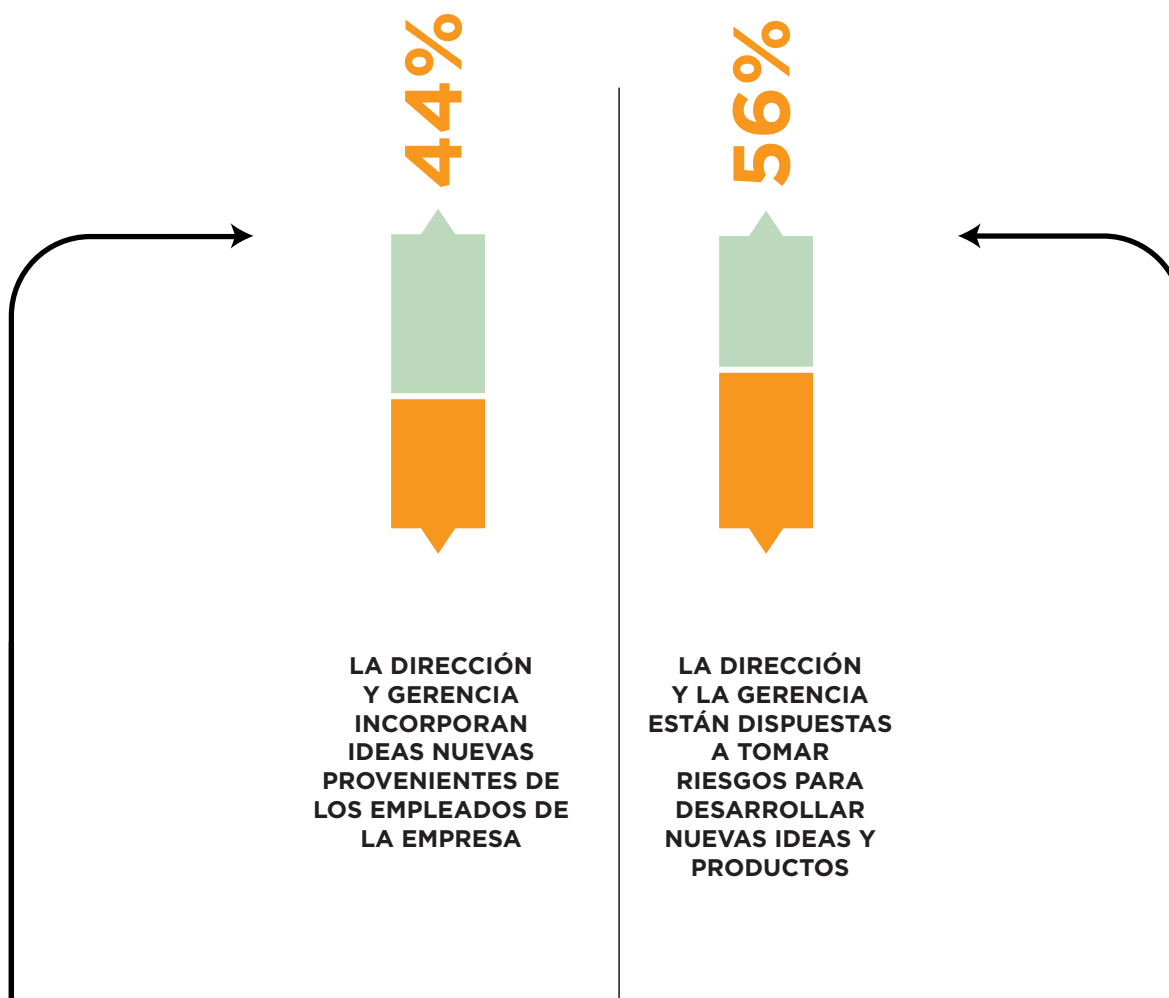 44%
LA DIRECCIÓN
Y GERENCIA
INCORPORAN
IDEAS NUEVAS
PROVENIENTES DE
LOS EMPLEADOS DE
LA EMPRESA
56%
LA DIRECCIÓN
Y LA GERENCIA
ESTÁN DISPUESTAS
A TOMAR
RIESGOS PARA
DESARROLLAR
NUEVAS IDEAS Y
PRODUCTOS